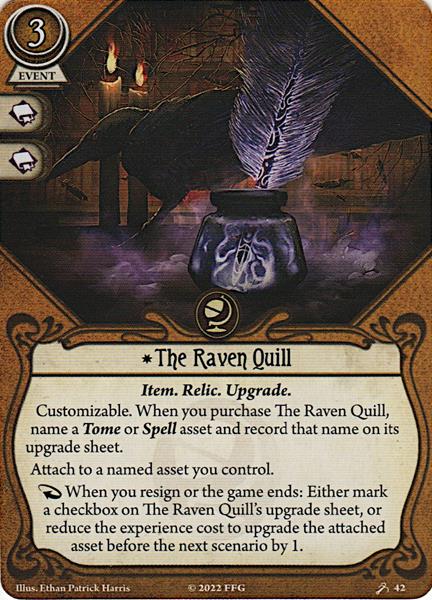 3
EVENT
*The Raven Quill
Item. Relic. Upgrade.
Customizable. When you purchase The Raven Quill,
name a Tome or Spell asset and record that name on its
upgrade sheet.
Attach to a named asset you control.
When you resign or the game ends: Either mark
a checkbox on The Raven Quill's upgrade sheet, or
reduce the experience cost to upgrade the attached
asset before the next scenario by 1.
Illus. Ethan Patrick Harris © 2022 FFG 42